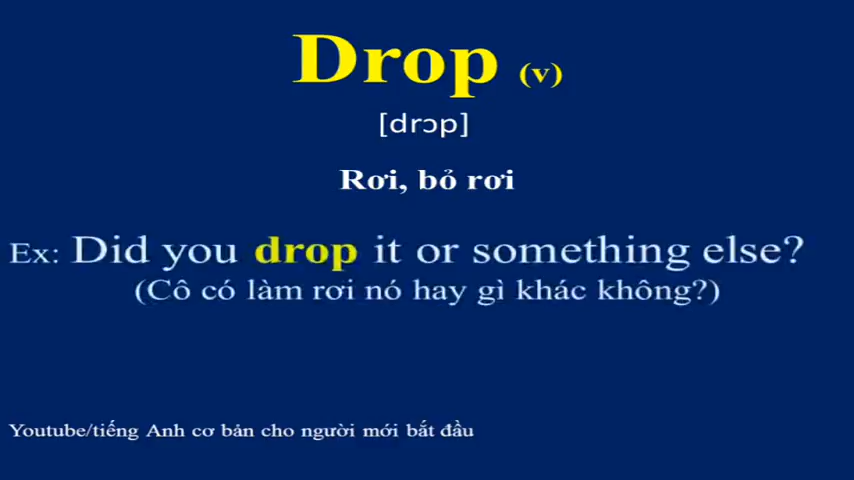 Drop (v)
[drɔp]
Rơi, bỏ rơi
Ex: Did you drop it or something else?
(Cô có làm rơi nó hay gì khác không?)
Youtube/tiếng Anh cơ bản cho người mới bắt đầu